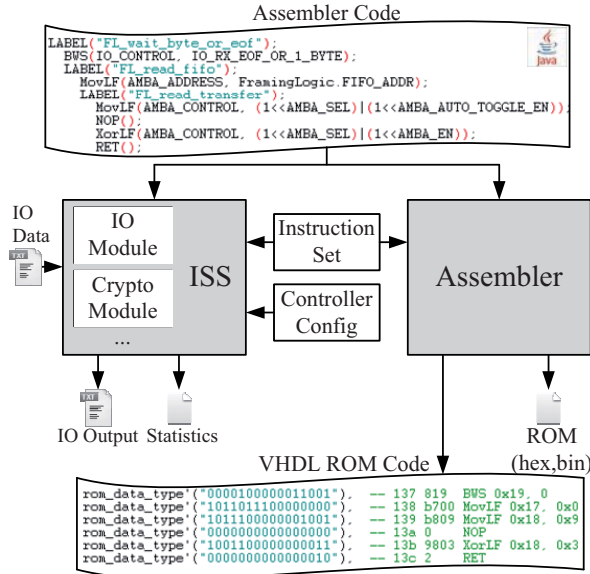 Assembler Code
LABEL("FL_wait_byte_or_eof");
BWS(IO_CONTROL, IO_RX_EOF_OR_1_BYTE);
LABEL("FL_read_fifo");
MovLF(AMBA_ADDRESS, FramingLogic.FIFO_ADDR);
LABEL("FL_read_transfer");
MovLF(AMBA_CONTROL, (1<<AMBA_SEL)|(1<<AMBA_AUTO_TOGGLE_EN));
NOP();
XorLF(AMBA_CONTROL, (1<<AMBA_SEL)|(1<<AMBA_EN));
RET();
Java
IO
Data
TXT
IO
Module
Crypto
Module
...
ISS
Instruction
Set
Controller
Config
Assembler
TXT
IO Output
Statistics
ROM
(hex,bin)
VHDL ROM Code
rom_data_type'("0000100000011001"), -- 137 819 BWS 0x19, 0
rom_data_type'("1011011100000000"), -- 138 b700 MovLF 0x17, 0x0
rom_data_type'("1011100000001001"), -- 139 b809 MovLF 0x18, 0x9
rom_data_type'("0000000000000000"), -- 13a 0 NOP
rom_data_type'("1001100000000011"), -- 13b 9803 XorLF 0x18, 0x3
rom_data_type'("0000000000000010"), -- 13c 2 RET